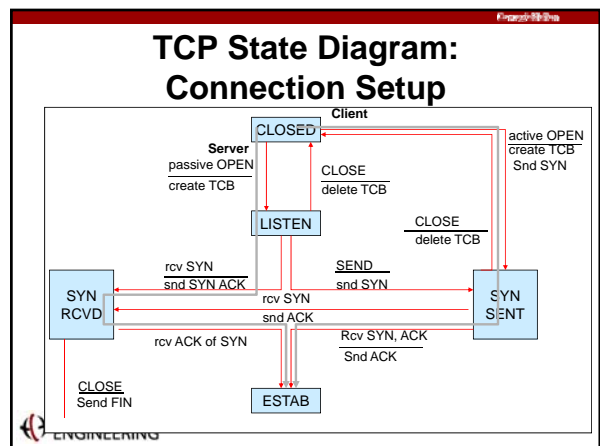 TCP State Diagram:
Connection Setup
Client
CLOSED
Server
passive OPEN
create TCB
CLOSE
delete TCB
active OPEN
create TCB
Snd SYN
LISTEN
CLOSE
delete TCB
rcv SYN
snd SYN ACK
SEND
snd SYN
SYN
RCVD
rcv SYN
snd ACK
SYN
SENT
rcv ACK of SYN
Rcv SYN, ACK
Snd ACK
CLOSE
Send FIN
ESTAB
ENGINEERING